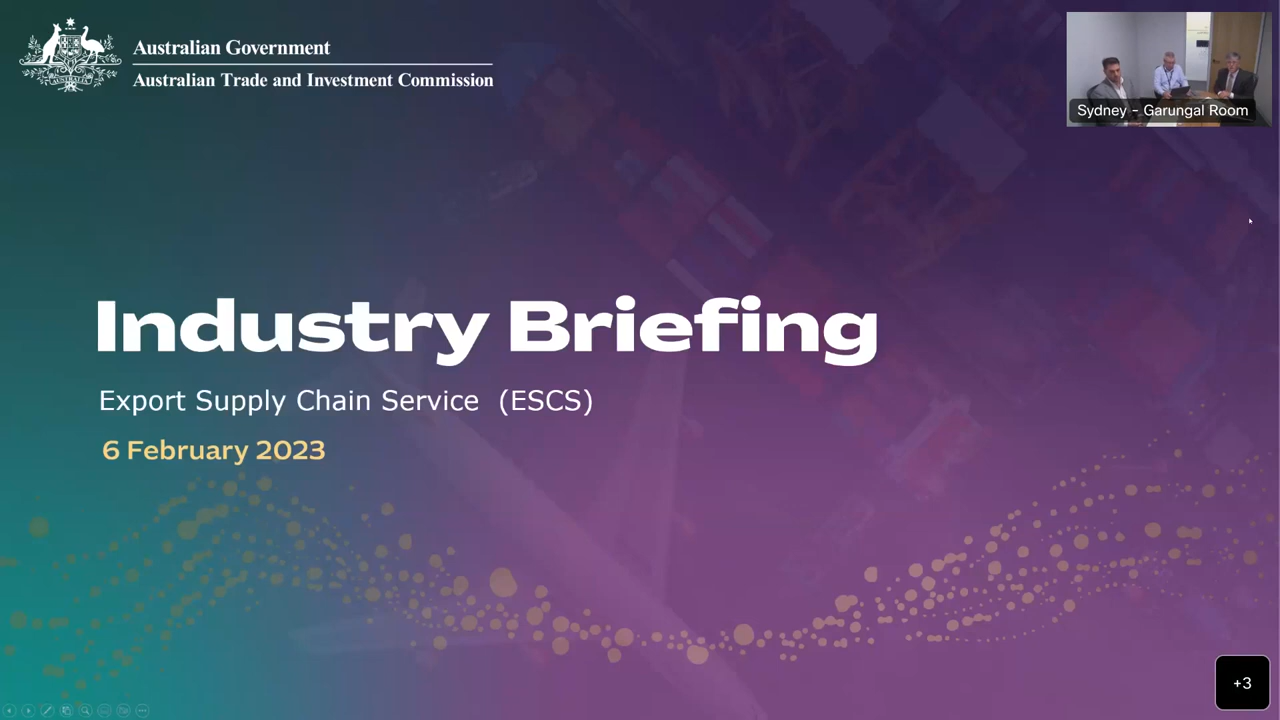 Australian Government
Australian Trade and Investment Commission
Sydney - Garungal Room
Industry Briefing
Export Supply Chain Service (ESCS)
6 February 2023
+3